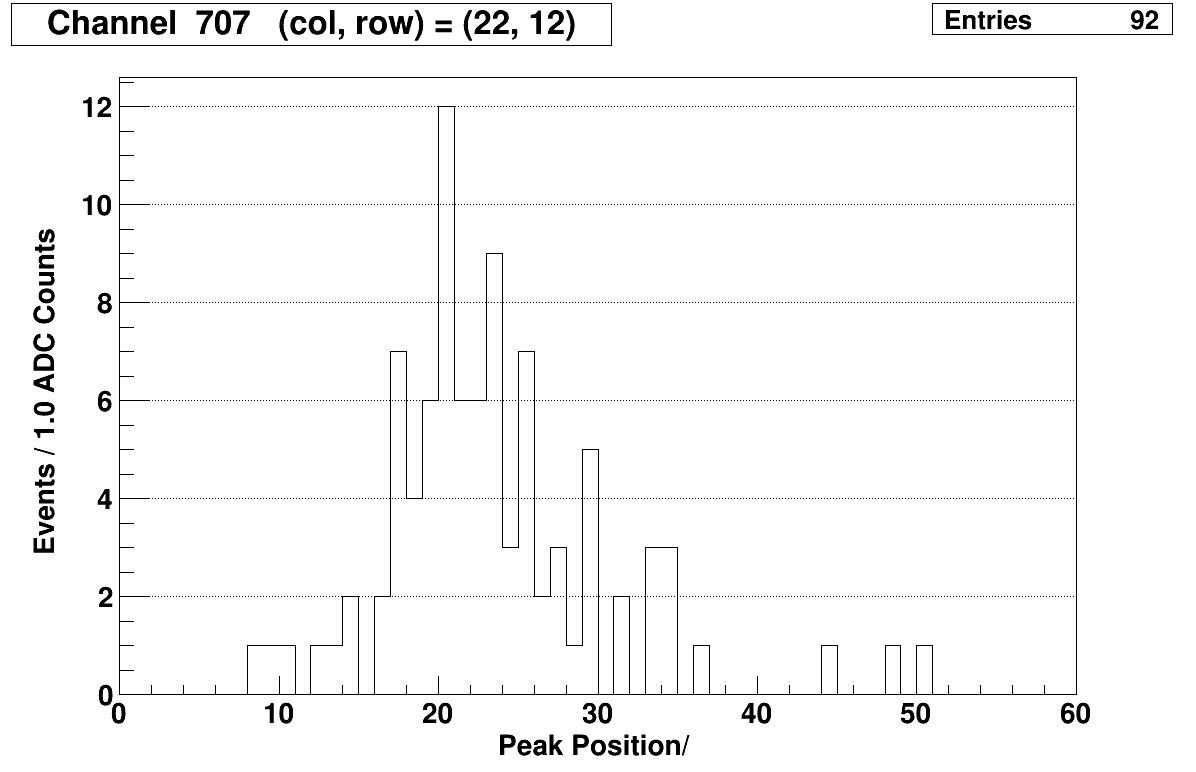 Channel 707 (col, row) = (22, 12)
Entries 92
12
10
8
6
4
2
0
Events / 1.0 ADC Counts
0 10 20 30 40 50 60
Peak Position/